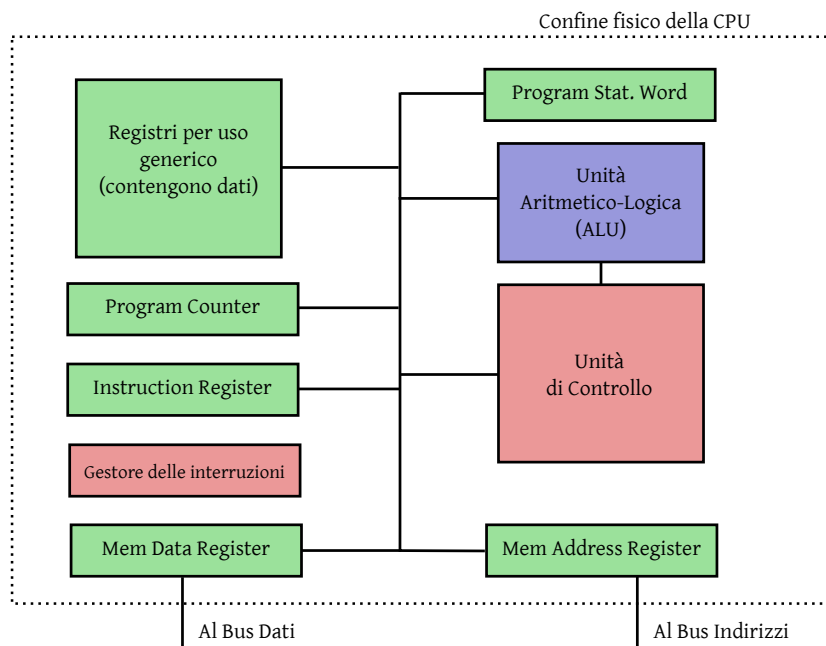 Confine fisico della CPU
Registri per uso
generico
(contengono dati)
Program Stat. Word
Unità
Aritmetico-Logica
(ALU)
Program Counter
Instruction Register
Unità
di Controllo
Gestore delle interruzioni
Mem Data Register
Mem Address Register
Al Bus Dati
Al Bus Indirizzi